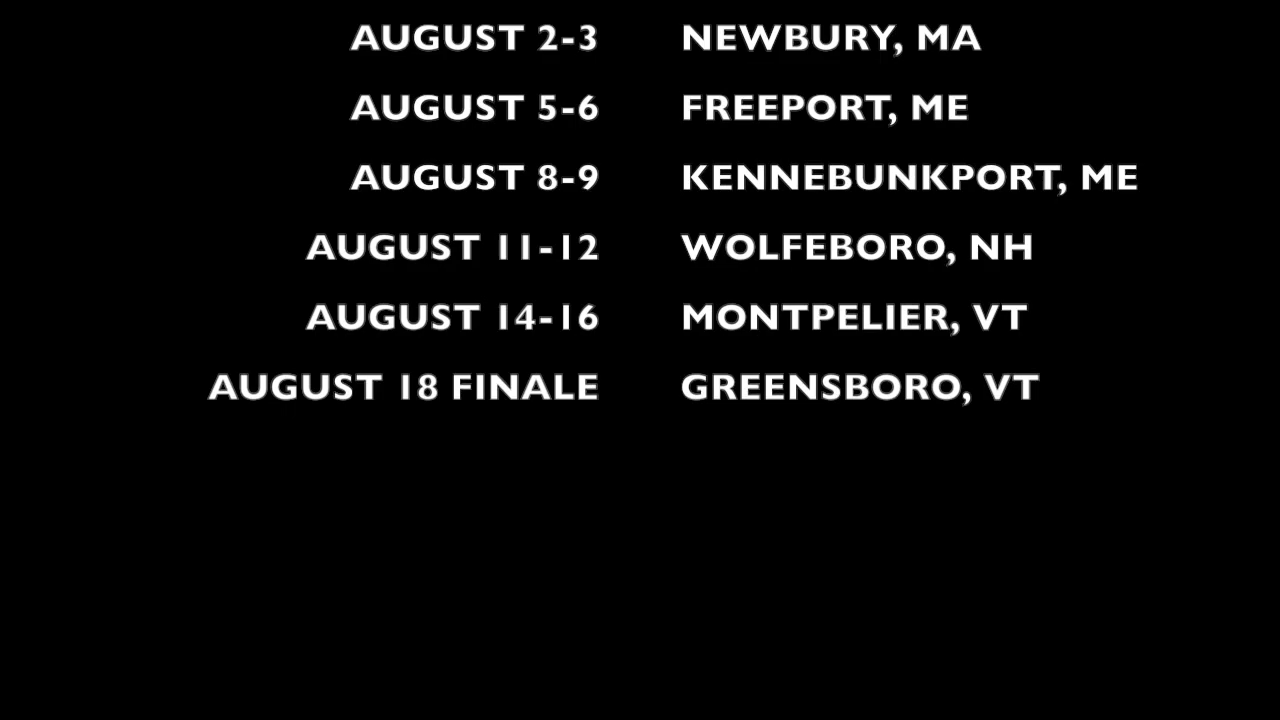 AUGUST 2-3 NEWBURY, MA
AUGUST 5-6 FREEPORT, ME
AUGUST 8-9 KENNEBUNKPORT, ME
AUGUST 11-12 WOLFEBORO, NH
AUGUST 14-16 MONTPELIER, VT
AUGUST 18 FINALE GREENSBORO, VT